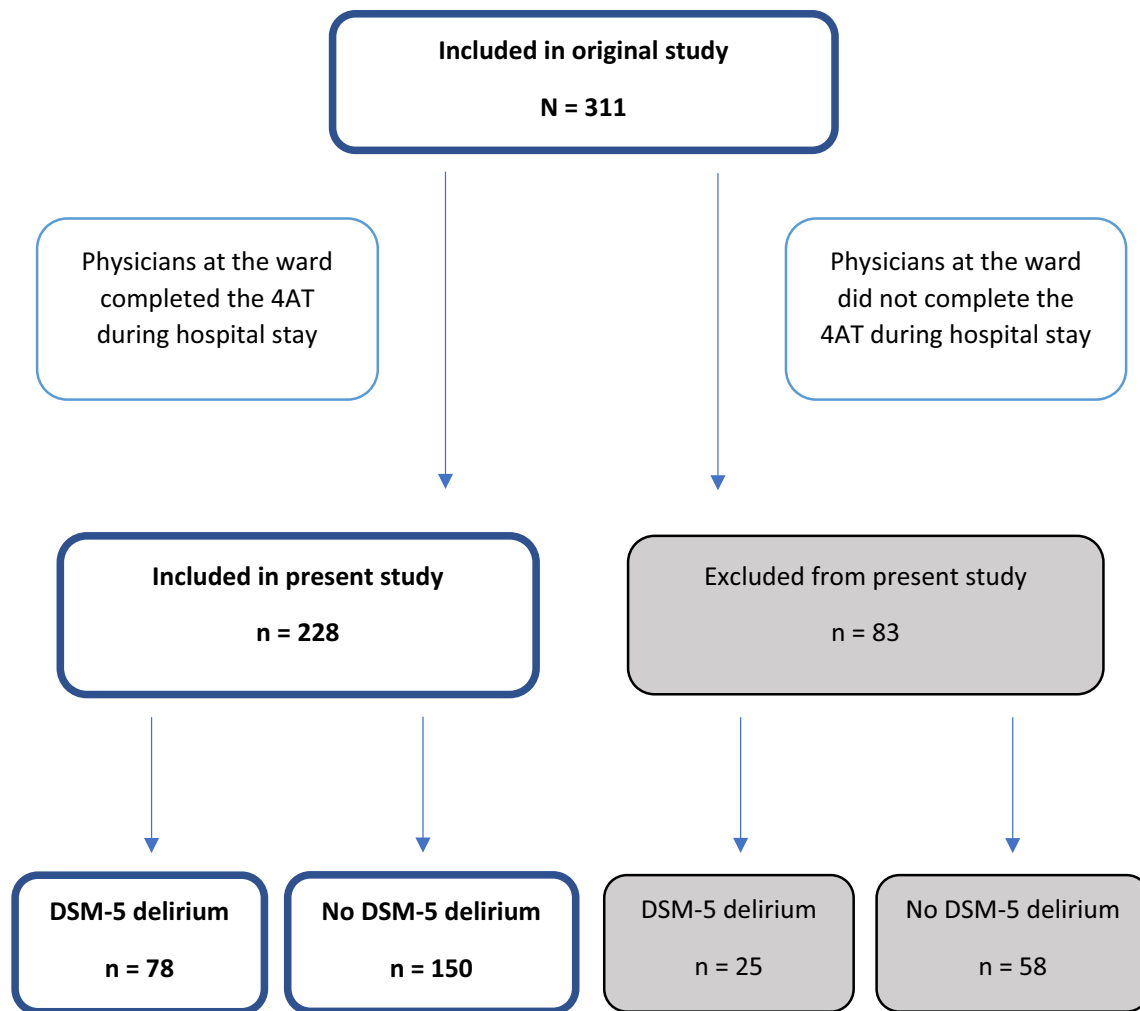 Included in original study
N = 311
Physicians at the ward
completed the 4AT
during hospital stay
Physicians at the ward
did not complete the
4AT during hospital stay
Included in present study
n = 228
Excluded from present study
n = 83
DSM-5 delirium
n = 78
No DSM-5 delirium
n = 150
DSM-5 delirium
n = 25
No DSM-5 delirium
n = 58